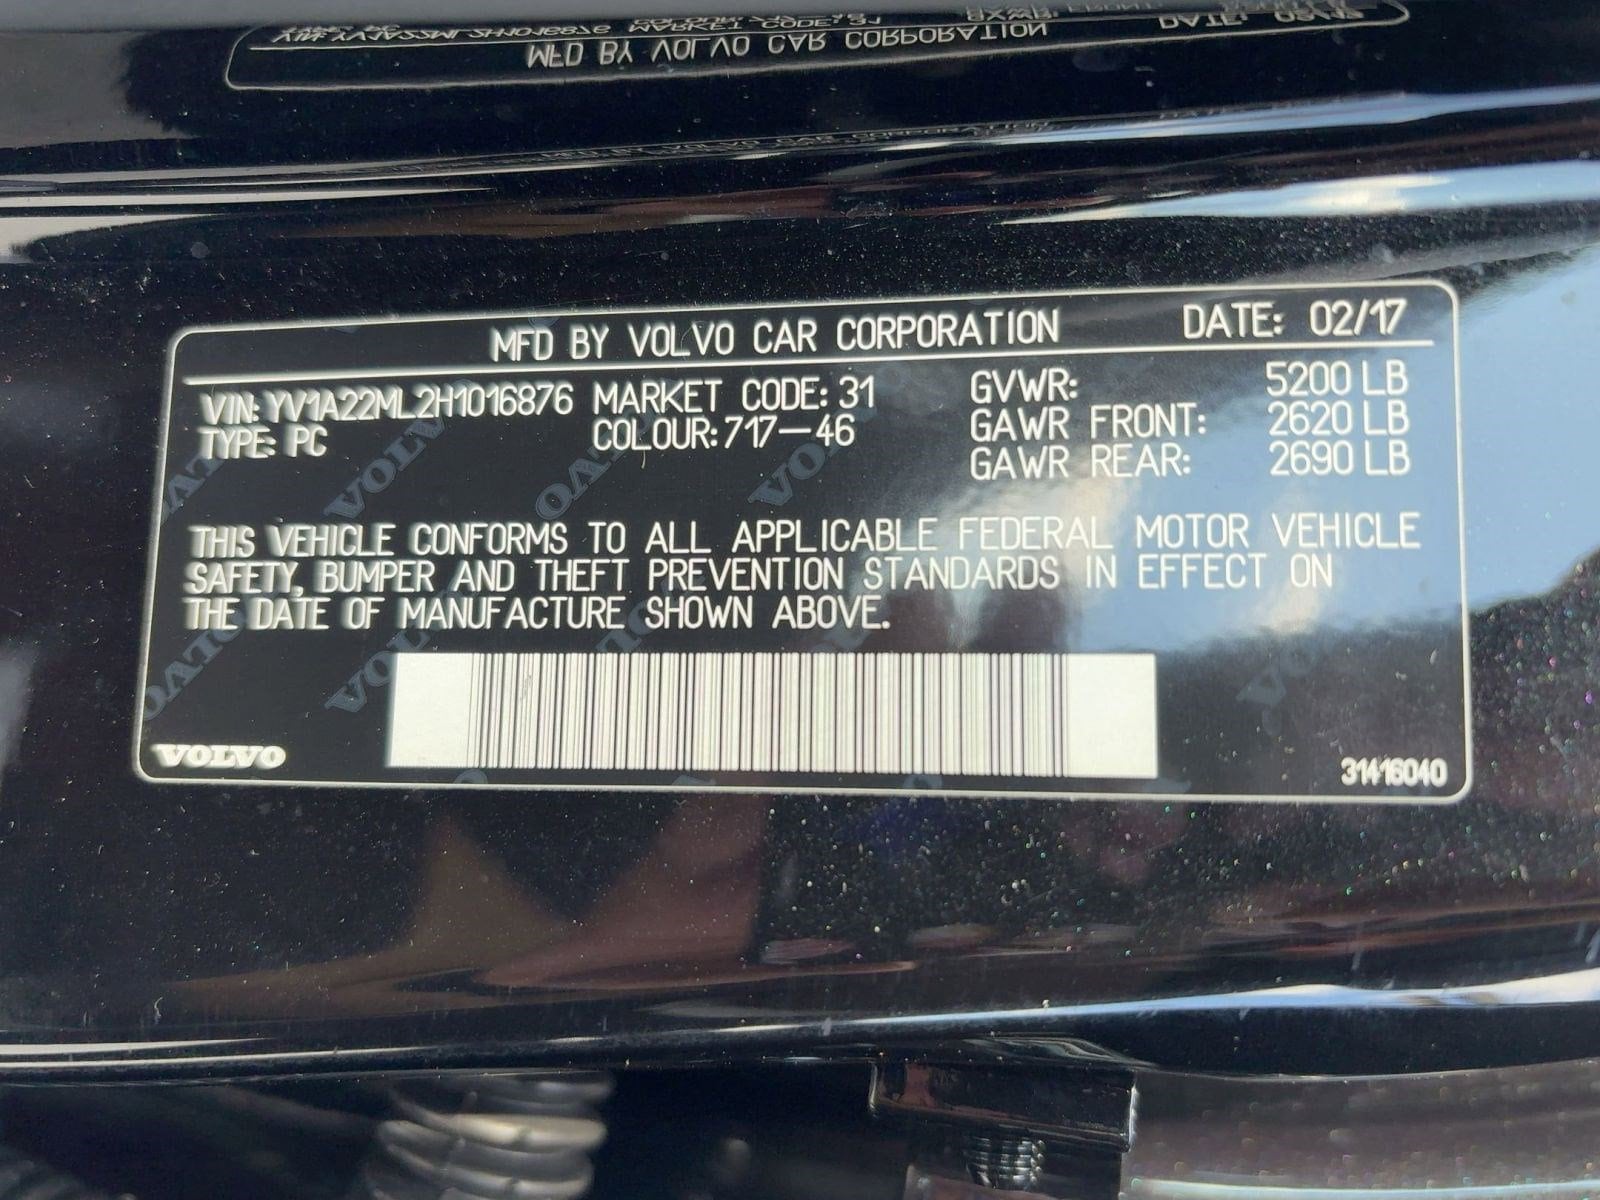 MFD BY VOLVO CAR CORPORATION DATE: 02/17
VIN: YV1A22ML2H1016876 MARKET CODE: 31 GVWR: 5200 LB
TYPE: PC COLOUR: 717-46 GAWR FRONT: 2620 LB
GAWR REAR: 2690 LB
THIS VEHICLE CONFORMS TO ALL APPLICABLE FEDERAL MOTOR VEHICLE
SAFETY, BUMPER AND THEFT PREVENTION STANDARDS IN EFFECT ON
THE DATE OF MANUFACTURE SHOWN ABOVE.
VOLVO
31416040